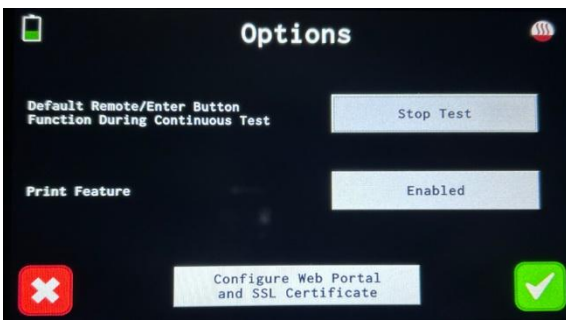 Options
Default Remote/Enter Button
Function During Continuous Test
Stop Test
Print Feature
Enabled
Configure Web Portal
and SSL Certificate